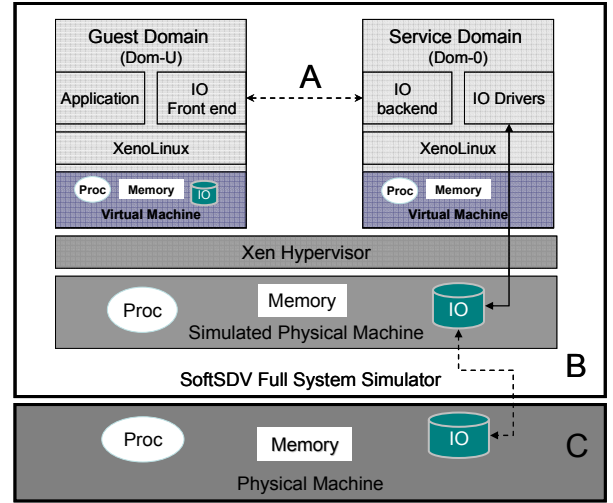 Guest Domain
(Dom-U)
Application
IO
Front end
XenoLinux
Proc
Memory
IO
Virtual Machine
A
Service Domain
(Dom-0)
IO
backend
IO Drivers
XenoLinux
Proc
Memory
Virtual Machine
Xen Hypervisor
Proc
Memory
IO
Simulated Physical Machine
B
SoftSDV Full System Simulator
Proc
Memory
IO
C
Physical Machine